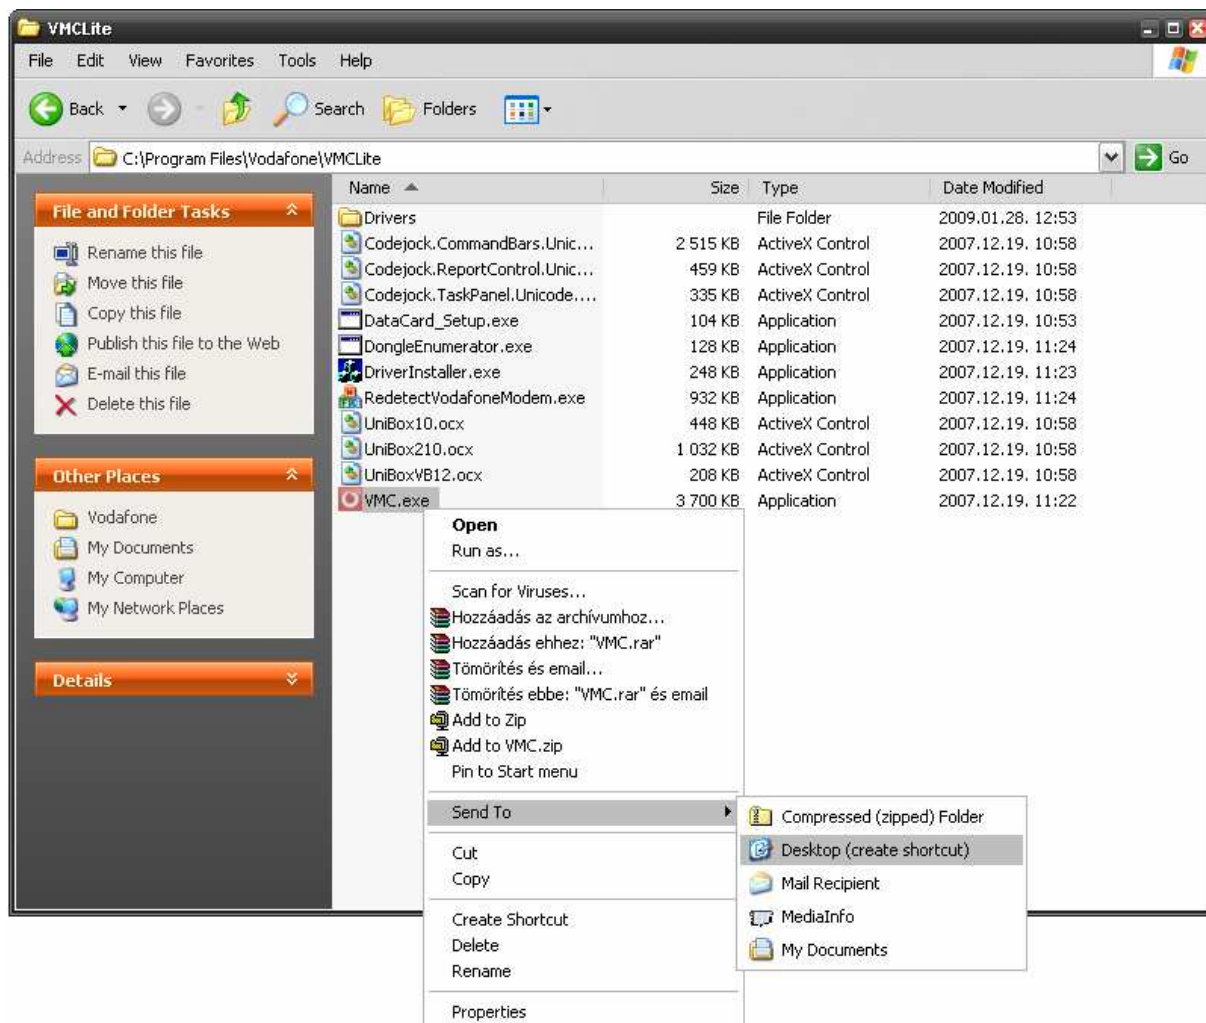 VMCLite
File Edit View Favorites Tools Help
Back Search Folders
Address C:\Program Files\Vodafone\VMCLite Go
File and Folder Tasks
Rename this file
Move this file
Copy this file
Publish this file to the Web
E-mail this file
Delete this file
Other Places
Vodafone
My Documents
My Computer
My Network Places
Details
Name Size Type Date Modified
Drivers File Folder 2009.01.28. 12:53
Codejock.CommandBars.Unic... 2 515 KB ActiveX Control 2007.12.19. 10:58
Codejock.ReportControl.Unic... 459 KB ActiveX Control 2007.12.19. 10:58
Codejock.TaskPanel.Unicode.... 335 KB ActiveX Control 2007.12.19. 10:58
DataCard_Setup.exe 104 KB Application 2007.12.19. 10:53
DongleEnumerator.exe 128 KB Application 2007.12.19. 11:24
DriverInstaller.exe 248 KB Application 2007.12.19. 11:23
RedetectVodafoneModem.exe 932 KB Application 2007.12.19. 11:24
UniBox10.ocx 448 KB ActiveX Control 2007.12.19. 10:58
UniBox210.ocx 1 032 KB ActiveX Control 2007.12.19. 10:58
UniBoxVB12.ocx 208 KB ActiveX Control 2007.12.19. 10:58
VMC.exe 3 700 KB Application 2007.12.19. 11:22
Open
Run as...
Scan for Viruses...
Hozzáadás az archívumhoz...
Hozzáadás ehhez: "VMC.rar"
Tömörítés és email...
Tömörítés ebbe: "VMC.rar" és email
Add to Zip
Add to VMC.zip
Pin to Start menu
Send To
Cut
Copy
Create Shortcut
Delete
Rename
Properties
Compressed (zipped) Folder
Desktop (create shortcut)
Mail Recipient
MediaInfo
My Documents